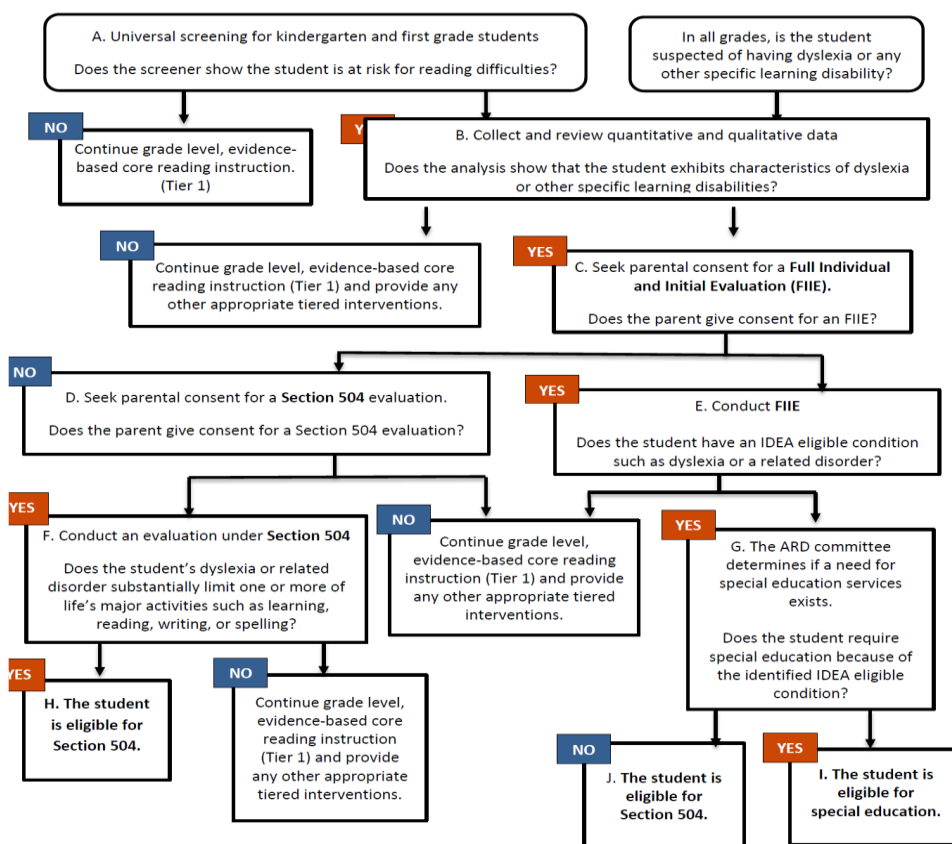 A. Universal screening for kindergarten and first grade students
Does the screener show the student is at risk for reading difficulties?
In all grades, is the student
suspected of having dyslexia or any
other specific learning disability?
NO
Continue grade level, evidence-
based core reading instruction.
(Tier 1)
B. Collect and review quantitative and qualitative data
Does the analysis show that the student exhibits characteristics of dyslexia
or other specific learning disabilities?
NO
Continue grade level, evidence-based core
reading instruction (Tier 1) and provide any
other appropriate tiered interventions.
YES
C. Seek parental consent for a Full Individual
and Initial Evaluation (FIIE).
Does the parent give consent for an FIIE?
NO
D. Seek parental consent for a Section 504 evaluation.
Does the parent give consent for a Section 504 evaluation?
YES
E. Conduct FIIE
Does the student have an IDEA eligible condition
such as dyslexia or a related disorder?
YES
F. Conduct an evaluation under Section 504
Does the student's dyslexia or related
disorder substantially limit one or more of
life's major activities such as learning,
reading, writing, or spelling?
NO
Continue grade level,
evidence-based core reading
instruction (Tier 1) and provide
any other appropriate tiered
interventions.
YES
G. The ARD committee
determines if a need for
special education services
exists.
Does the student require
special education because of
the identified IDEA eligible
condition?
YES
H. The student
is eligible for
Section 504.
NO
Continue grade level,
evidence-based core
reading instruction
(Tier 1) and provide
any other appropriate
tiered interventions.
NO
J. The student is
eligible for
Section 504.
YES
I. The student is
eligible for
special education.